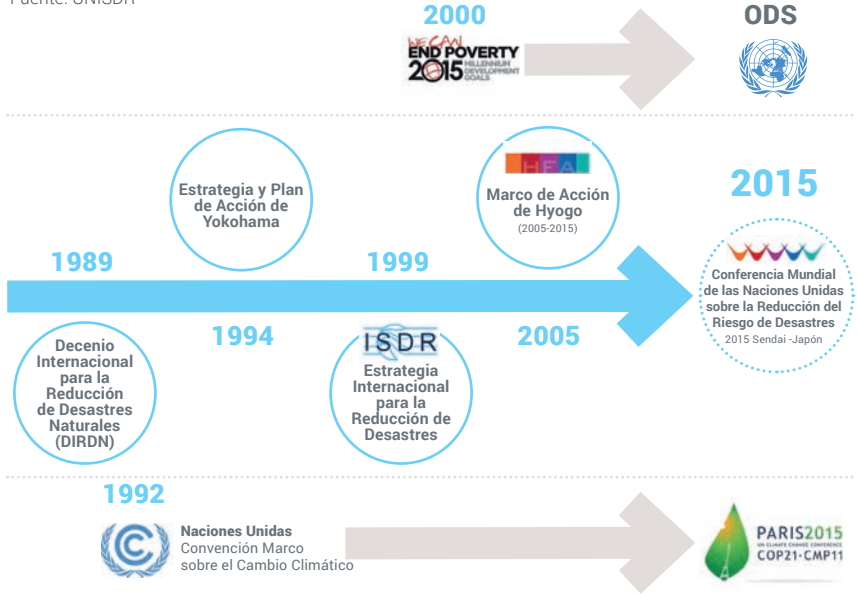 Fuente: UNISDR
2000
WE CAN
END POVERTY
2015 MILLENNIUM
DEVELOPMENT
GOALS
ODS
Estrategia y Plan
de Acción de
Yokohama
HFA
Marco de Acción
de Hyogo
(2005-2015)
2015
Conferencia Mundial
de las Naciones Unidas
sobre la Reducción del
Riesgo de Desastres
2015 Sendai -Japón
1989
1999
1994
2005
Decenio
Internacional
para la
Reducción
de Desastres
Naturales
(DIRDN)
ISDR
Estrategia
Internacional
para la
Reducción de
Desastres
1992
Naciones Unidas
Convención Marco
sobre el Cambio Climático
PARIS2015
UN CLIMATE CHANGE CONFERENCE
COP21·CMP11